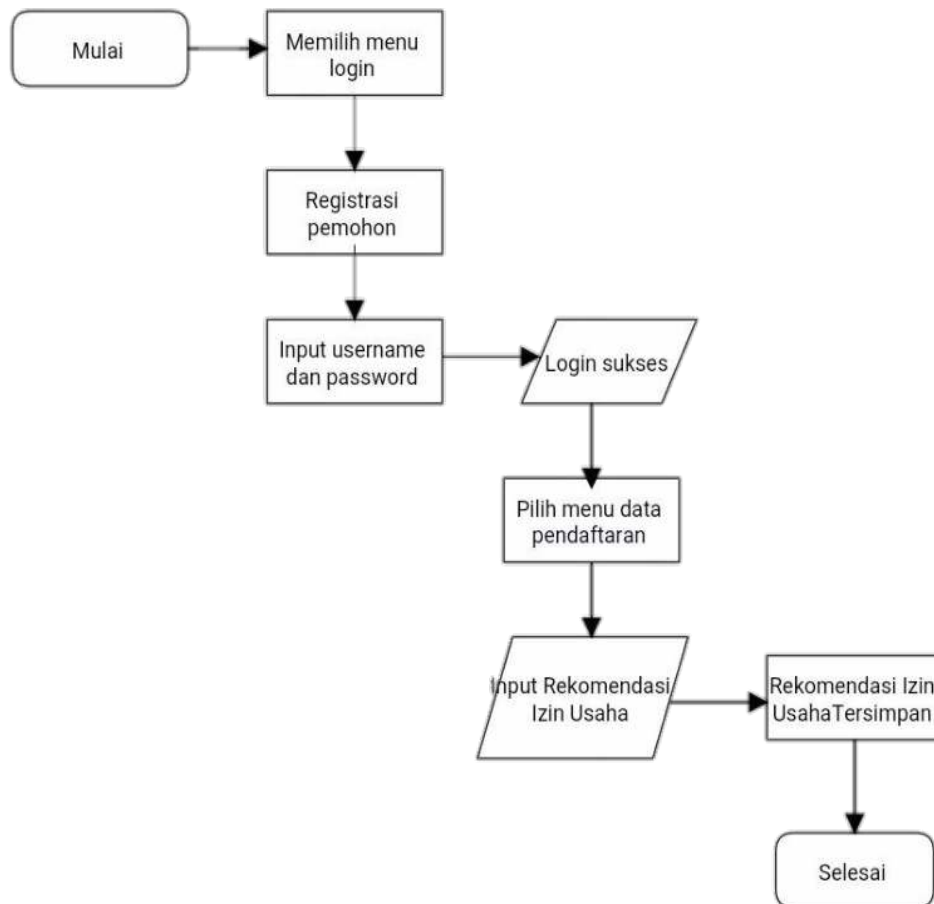 Mulai
Memilih menu
login
Registrasi
pemohon
Input username
dan password
Login sukses
Pilih menu data
pendaftaran
Input Rekomendasi
Izin Usaha
Rekomendasi Izin
UsahaTersimpan
Selesai